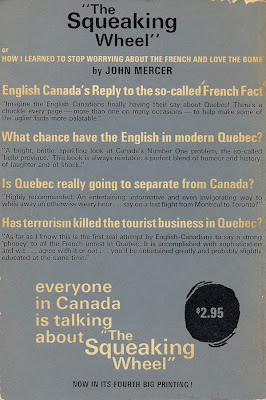 "The
Squeaking
Wheel"
or
HOW I LEARNED TO STOP WORRYING ABOUT THE FRENCH AND LOVE THE BOMB
by JOHN MERCER
English Canada's Reply to the so-called French Fact
"Imagine the English Canadians finally having their say about Quebec! There's a
chuckle every page — more than one on many occasions — to help make some of
the uglier facts more palatable."
What chance have the English in modern Quebec?
"A bright, brittle, sparkling look at Canada's Number One problem, the so-called
'belle province'. This book is always readable: a perfect blend of humour and history,
of laughter and of shock."
Is Quebec really going to separate from Canada?
"Highly recommended. An entertaining, informative and even invigorating way to
while away an otherwise weary hour . . . say on a fast flight from Montreal to Toronto?"
Has terrorism killed the tourist business in Quebec?
"As far as I know this is the first real attempt by English-Canadians to say a strong
'phooey' to all the French unrest in Quebec. It is accomplished with sophistication
and wit . . . agree with it or not . . . you'll be entertained greatly and probably slightly
educated at the same time."
everyone
in Canada
is talking
about "The
Squeaking
Wheel"
$2.95
NOW IN ITS FOURTH BIG PRINTING!